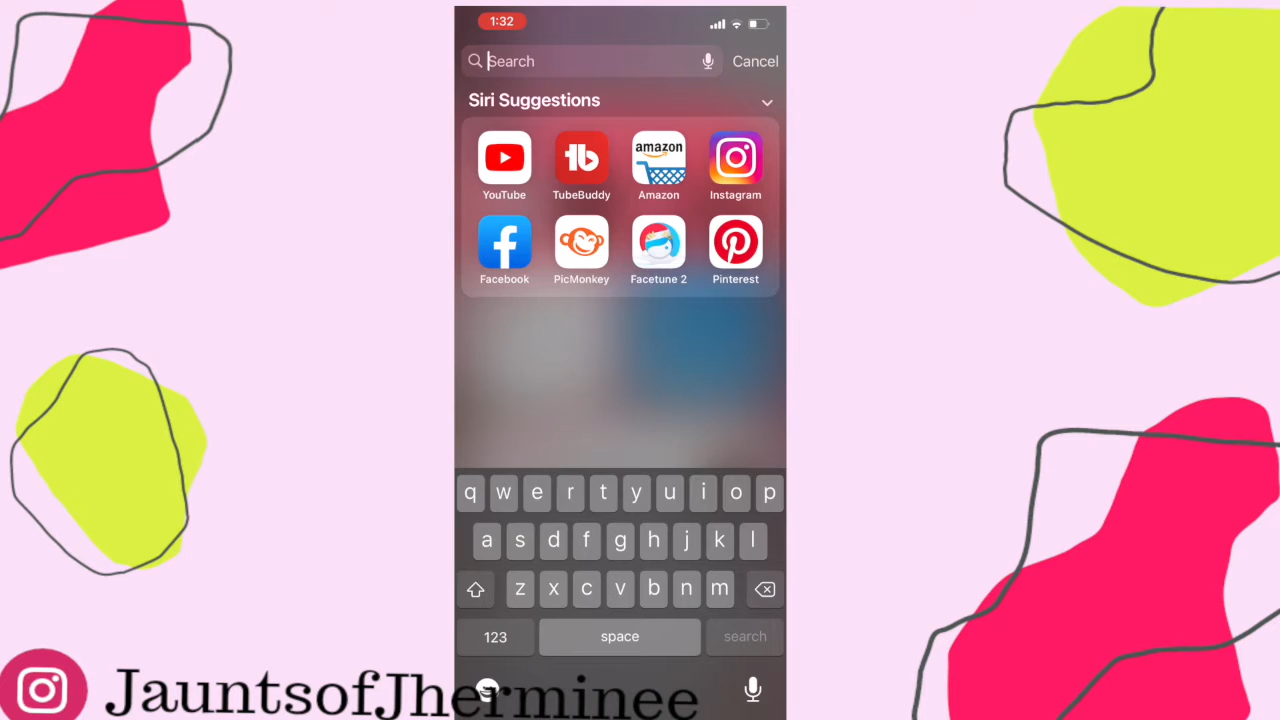 1:32
Search
Cancel
Siri Suggestions
amazon
YouTube TubeBuddy Amazon Instagram
Facebook PicMonkey Facetune 2 Pinterest
q w e r t y u i o p
a s d f g h j k l
z x c v b n m
123 space search
JauntsofJherminee